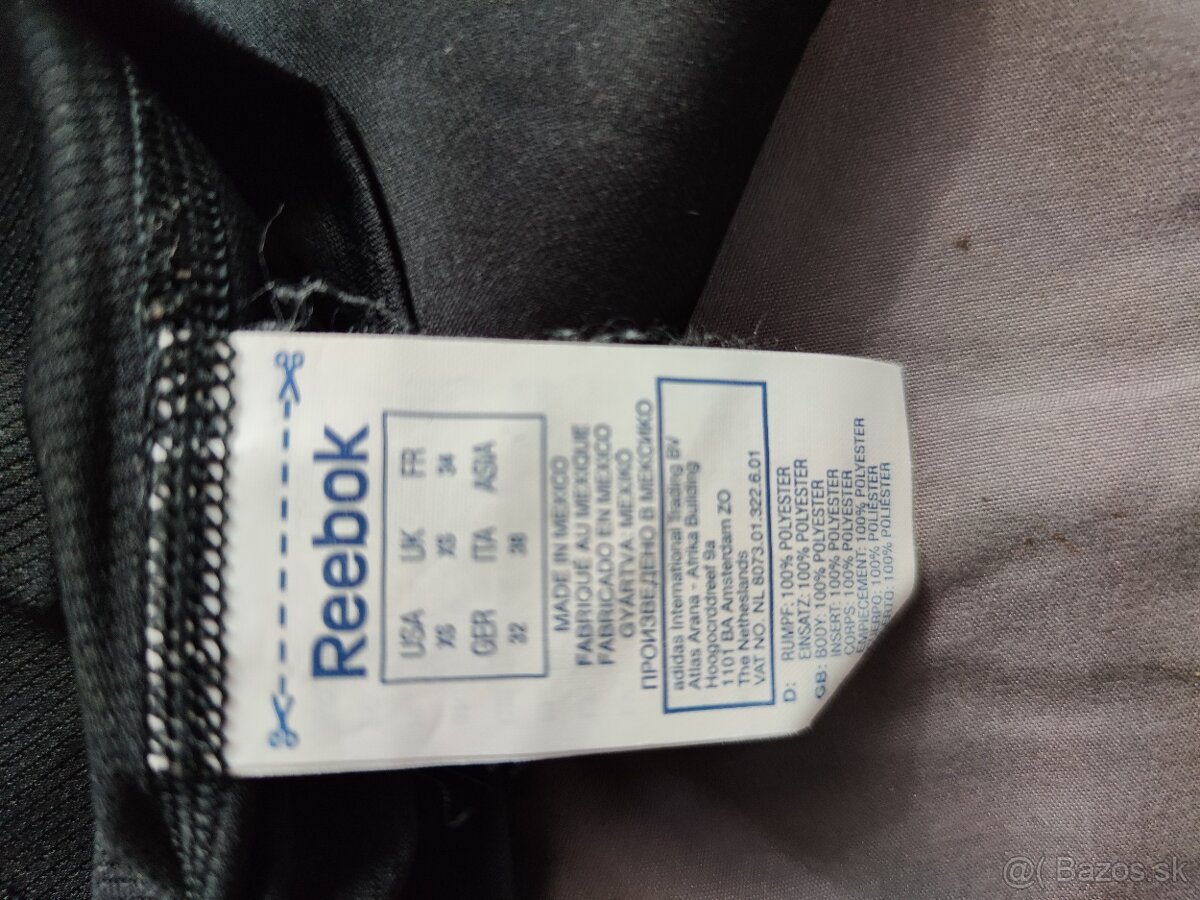 Reebok
USA UK FR
XS XS 34
GER ITA ASIA
32 38
MADE IN MEXICO
FABRIQUÉ AU MEXIQUE
FABRICADO EN MEXICO
GYÁRTVA: MEXIKÓ
ПРОИЗВЕДЕНО В МЕКСИКО
adidas International Trading BV
Atlas Arena - Afrika Building
Hoogoorddreef 9a
1101 BA Amsterdam ZO
The Netherlands
VAT NO. NL 8073.01.322.6.01
D: RUMPF: 100% POLYESTER
EINSATZ: 100% POLYESTER
GB: BODY: 100% POLYESTER
INSERT: 100% POLYESTER
CORPS: 100% POLYESTER
EMPIECEMENT: 100% POLYESTER
100% POLIÉSTER
100% POLIÉSTER
@( Bazos.sk